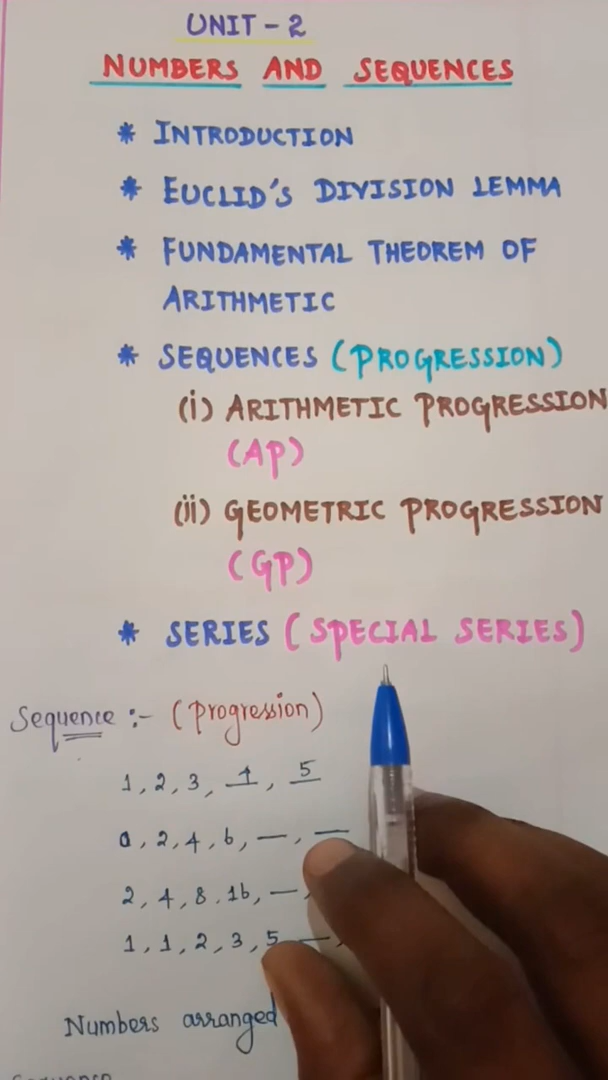 UNIT - 2
NUMBERS AND SEQUENCES
* INTRODUCTION
* EUCLID'S DIVISION LEMMA
* FUNDAMENTAL THEOREM OF
ARITHMETIC
* SEQUENCES (PROGRESSION)
(i) ARITHMETIC PROGRESSION
(AP)
(ii) GEOMETRIC PROGRESSION
(GP)
* SERIES (SPECIAL SERIES)
Sequence :- (Progression)
1, 2, 3, 4, 5
0, 2, 4, 6, —, —
2, 4, 8, 16, —,
1, 1, 2, 3, 5 —,
Numbers arranged